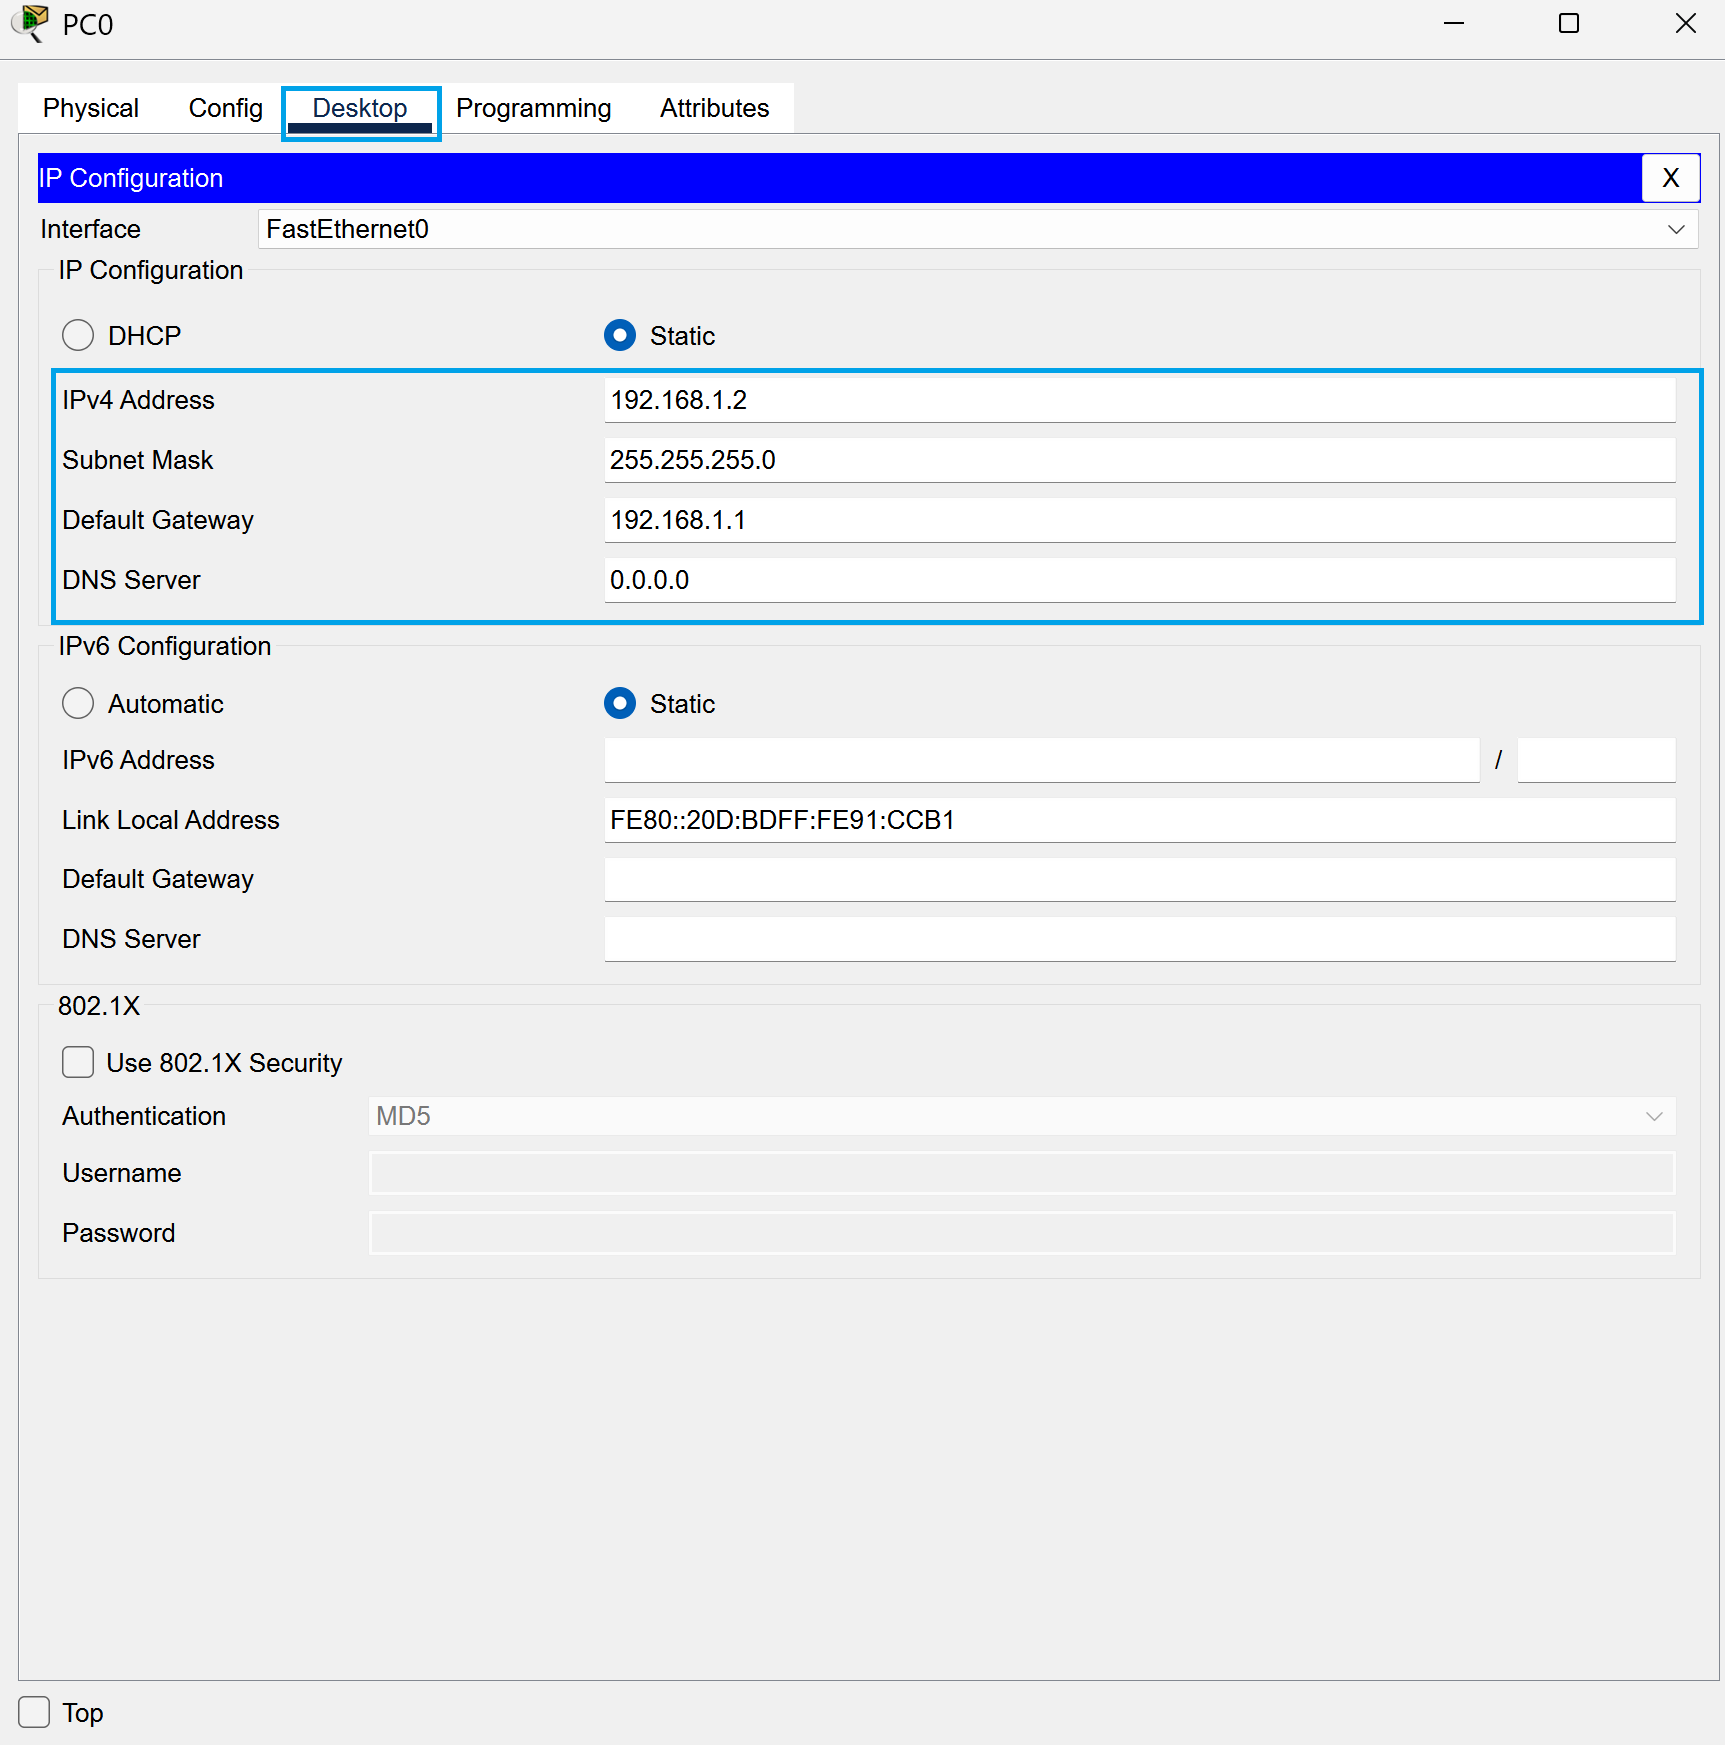 PC0
Physical Config Desktop Programming Attributes
IP Configuration X
Interface FastEthernet0
IP Configuration
DHCP Static
IPv4 Address 192.168.1.2
Subnet Mask 255.255.255.0
Default Gateway 192.168.1.1
DNS Server 0.0.0.0
IPv6 Configuration
Automatic Static
IPv6 Address /
Link Local Address FE80::20D:BDFF:FE91:CCB1
Default Gateway
DNS Server
802.1X
Use 802.1X Security
Authentication MD5
Username
Password
Top